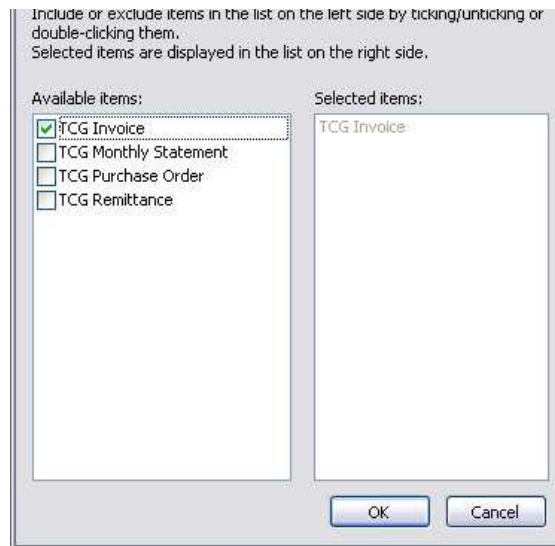 Include or exclude items in the list on the left side by ticking/unticking or
double-clicking them.
Selected items are displayed in the list on the right side.
Available items:
Selected items:
TCG Invoice
TCG Monthly Statement
TCG Purchase Order
TCG Remittance
TCG Invoice
OK
Cancel